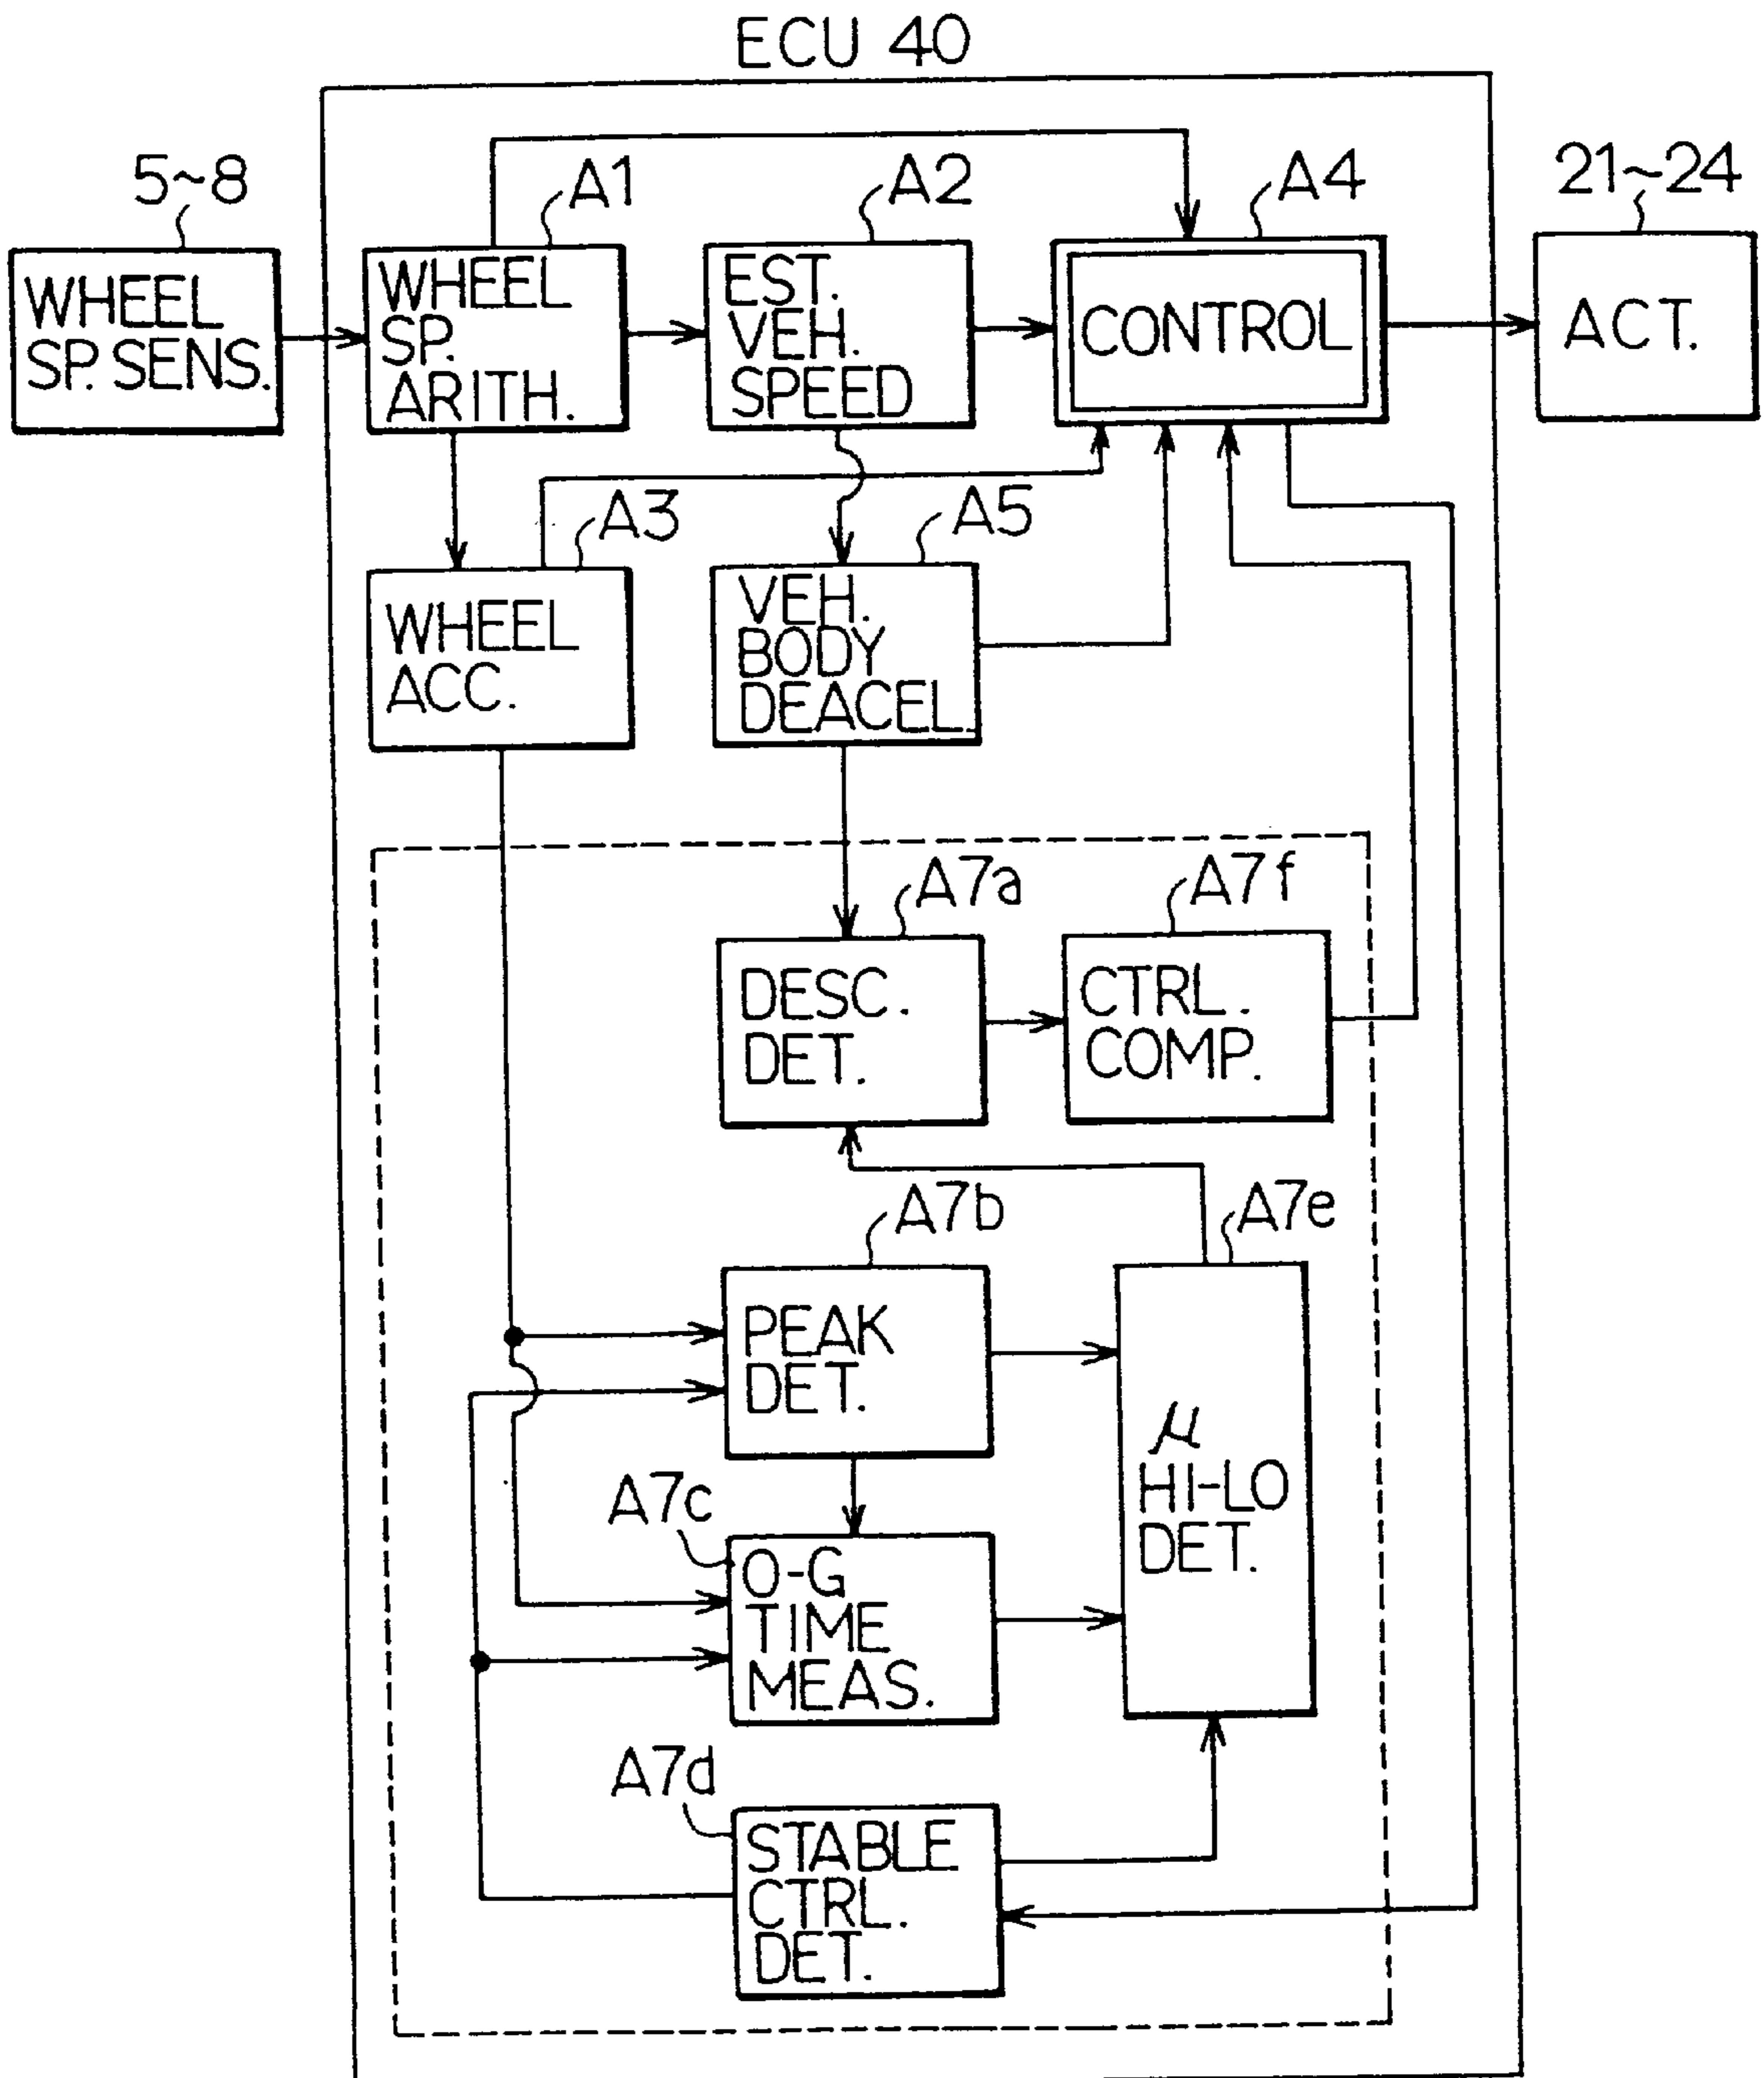 ECU 40
5~8
A1
A2
A4
21~24
WHEEL
SP. SENS.
WHEEL
SP.
ARITH.
EST.
VEH.
SPEED
CONTROL
ACT.
A3
A5
WHEEL
ACC.
VEH.
BODY
DEACEL.
A7a
A7f
DESC.
DET.
CTRL.
COMP.
A7b
A7e
PEAK
DET.
μ
HI-LO
DET.
A7c
O-G
TIME
MEAS.
A7d
STABLE
CTRL.
DET.